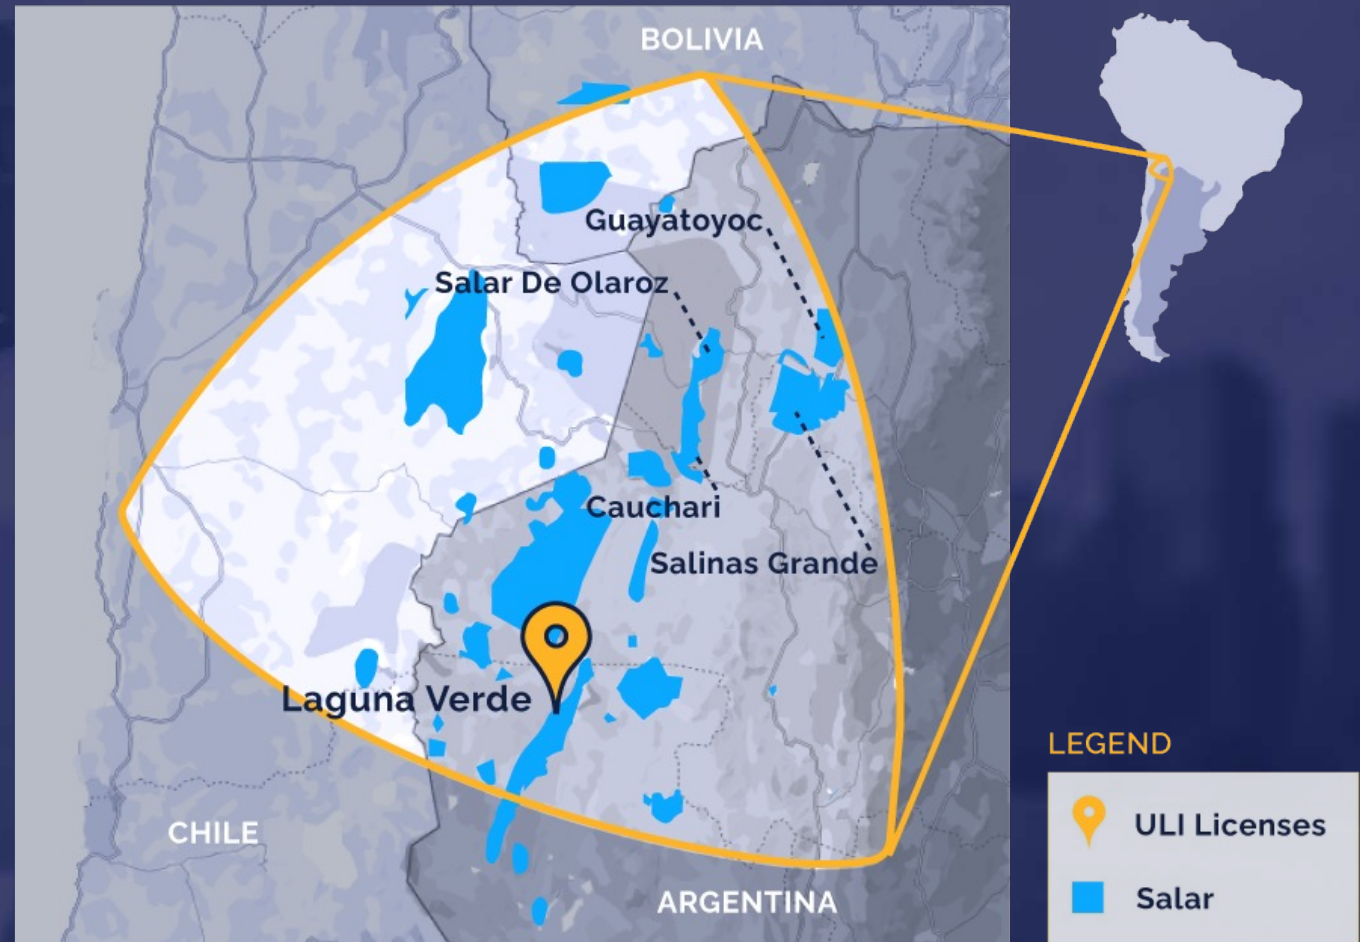 BOLIVIA
Guayatoyoc
Salar De Olaroz
Cauchari
Salinas Grande
Laguna Verde
CHILE
ARGENTINA
LEGEND
ULI Licenses
Salar